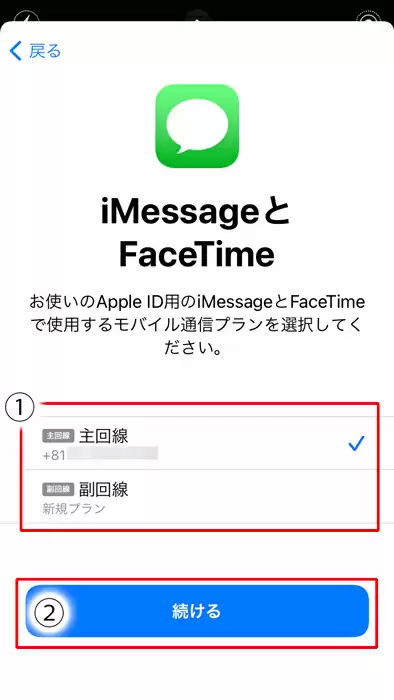 戻る
iMessageと
FaceTime
お使いのApple ID用のiMessageとFaceTime
で使用するモバイル通信プランを選択してく
ださい。
①
主回線 主回線
+81
副回線 副回線
新規プラン
② 続ける